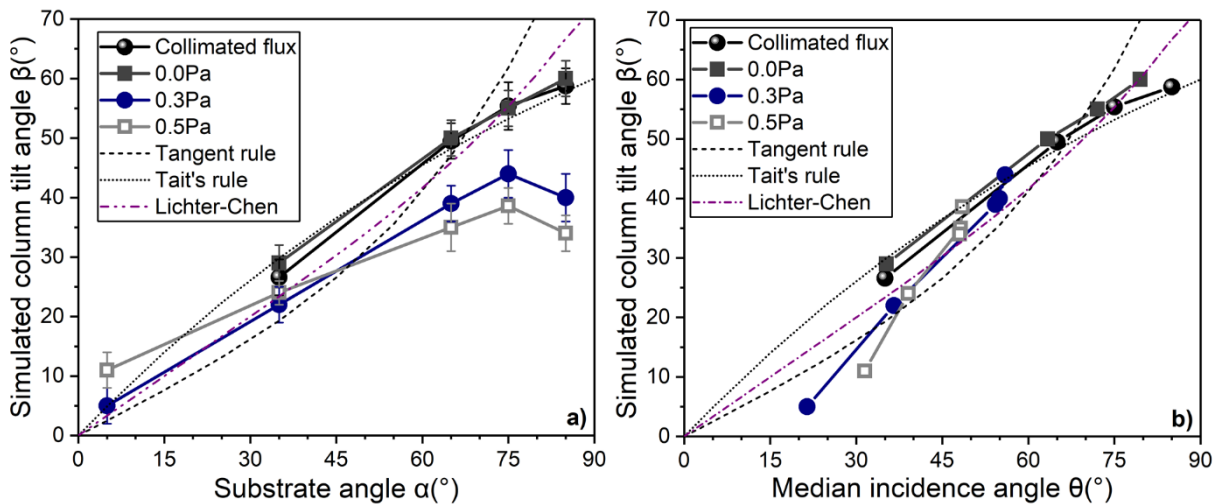 Simulated column tilt angle β(°)
70
60
50
40
30
20
10
0
Collimated flux
0.0Pa
0.3Pa
0.5Pa
Tangent rule
Tait's rule
Lichter-Chen
a)
0 15 30 45 60 75 90
Substrate angle α(°)
Simulated column tilt angle β(°)
70
60
50
40
30
20
10
0
Collimated flux
0.0Pa
0.3Pa
0.5Pa
Tangent rule
Tait's rule
Lichter-Chen
b)
0 15 30 45 60 75 90
Median incidence angle θ(°)